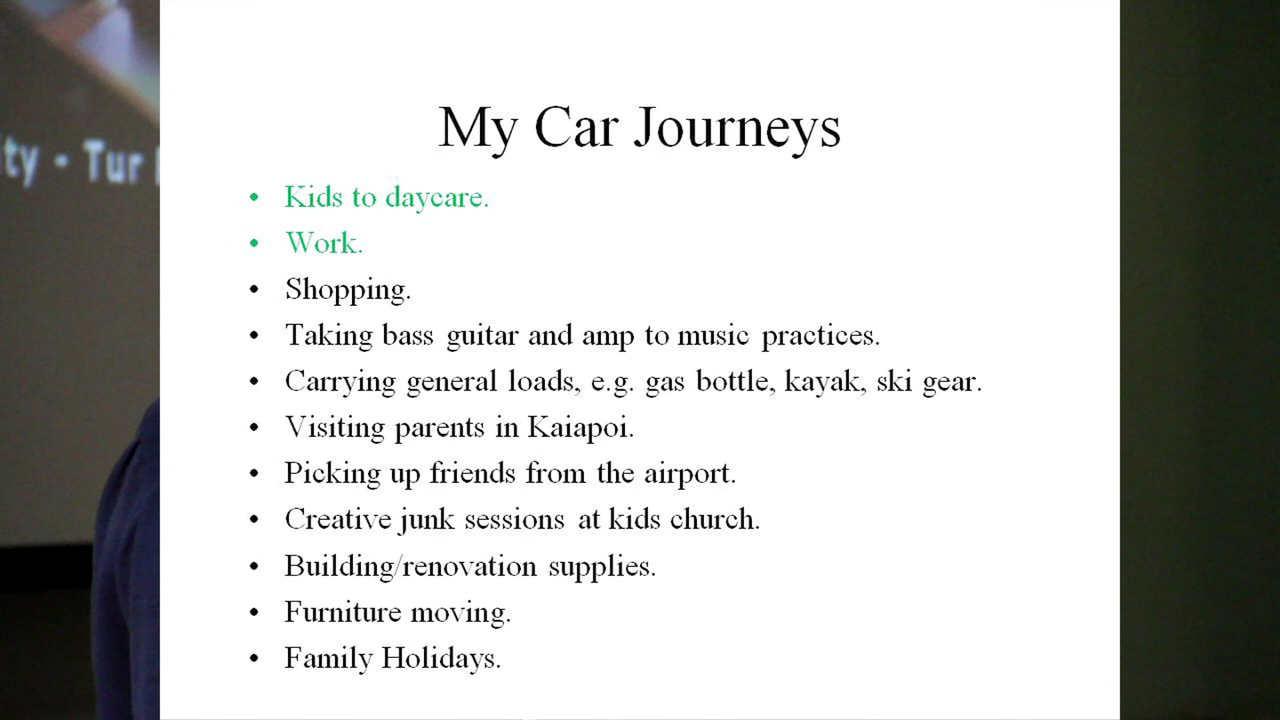 My Car Journeys
• Kids to daycare.
• Work.
• Shopping.
• Taking bass guitar and amp to music practices.
• Carrying general loads, e.g. gas bottle, kayak, ski gear.
• Visiting parents in Kaiapoi.
• Picking up friends from the airport.
• Creative junk sessions at kids church.
• Building/renovation supplies.
• Furniture moving.
• Family Holidays.
- Tur